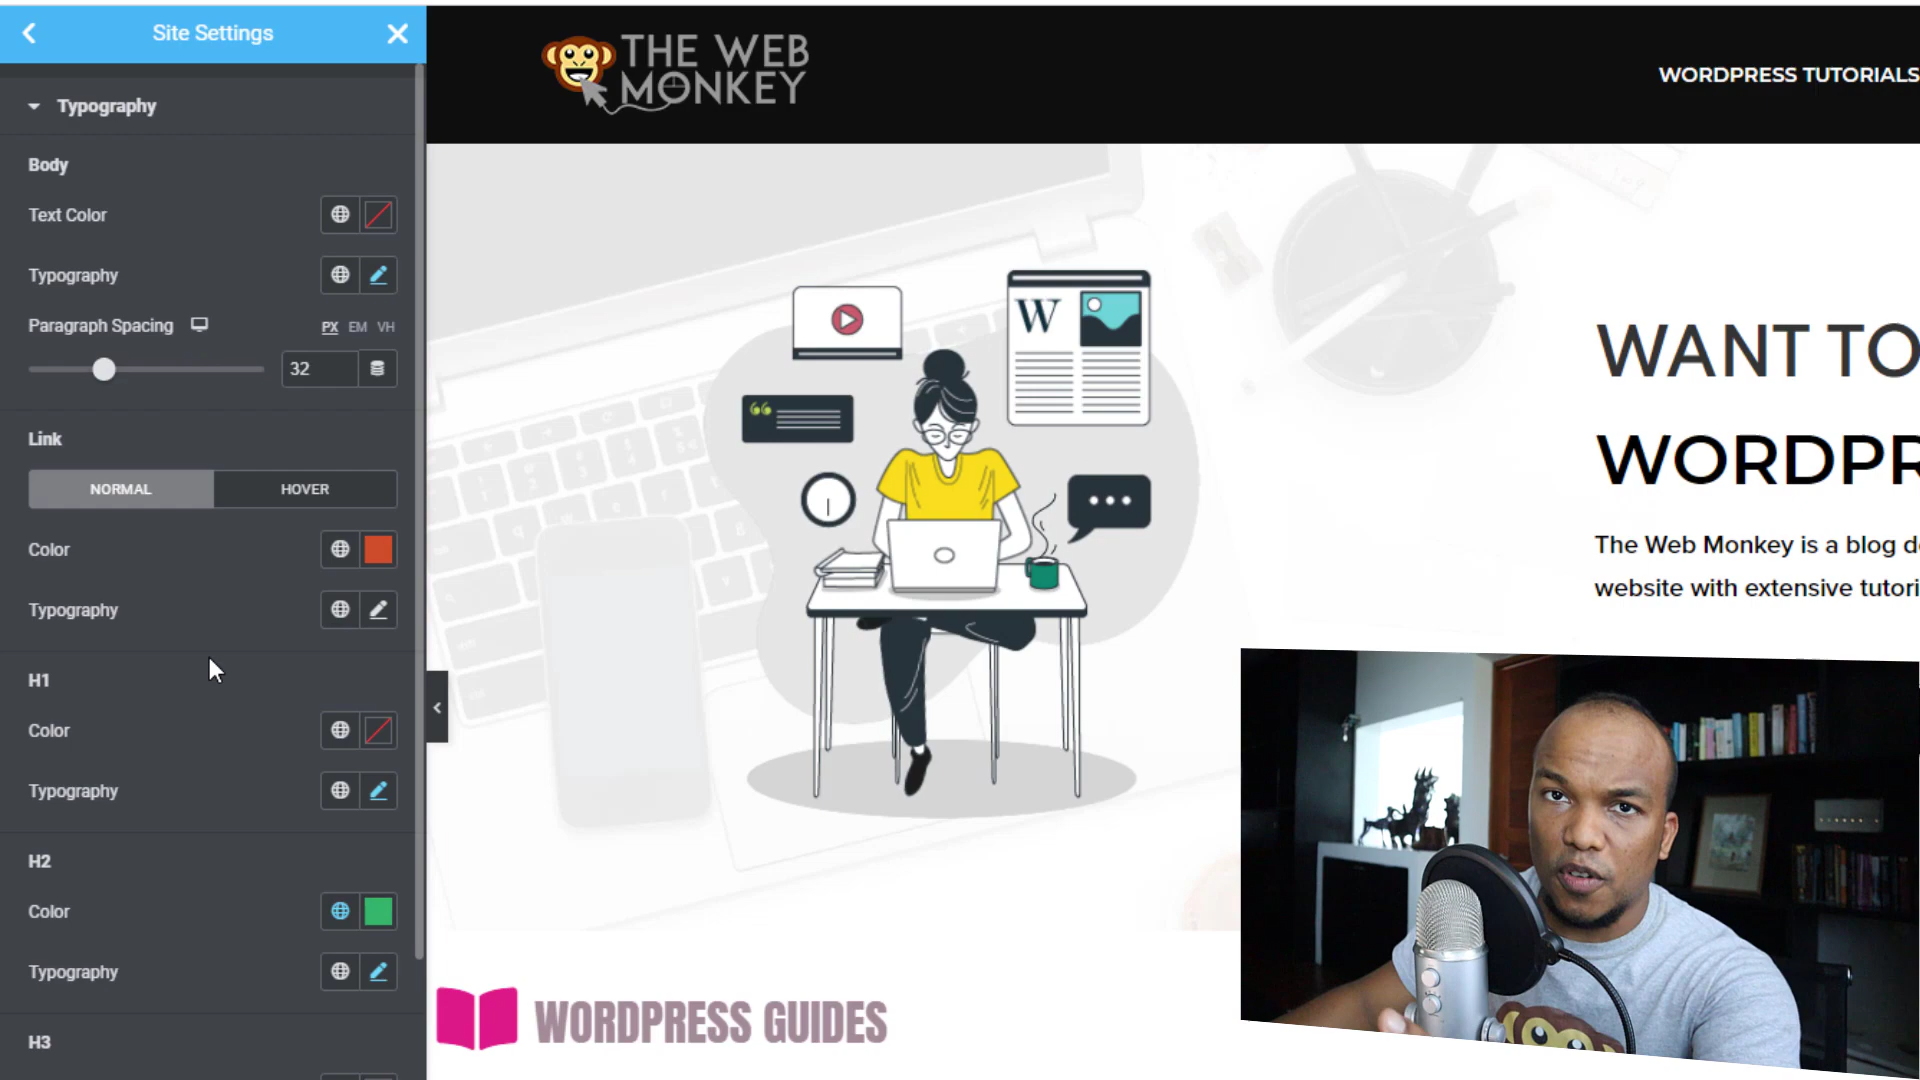 Site Settings
Typography
Body
Text Color
Typography
Paragraph Spacing
PX EM VH
32
Link
NORMAL
HOVER
Color
Typography
H1
Color
Typography
H2
Color
Typography
H3
THE WEB
MONKEY
WORDPRESS TUTORIALS
W
WANT TO
WORDPR
The Web Monkey is a blog d
website with extensive tutori
WORDPRESS GUIDES